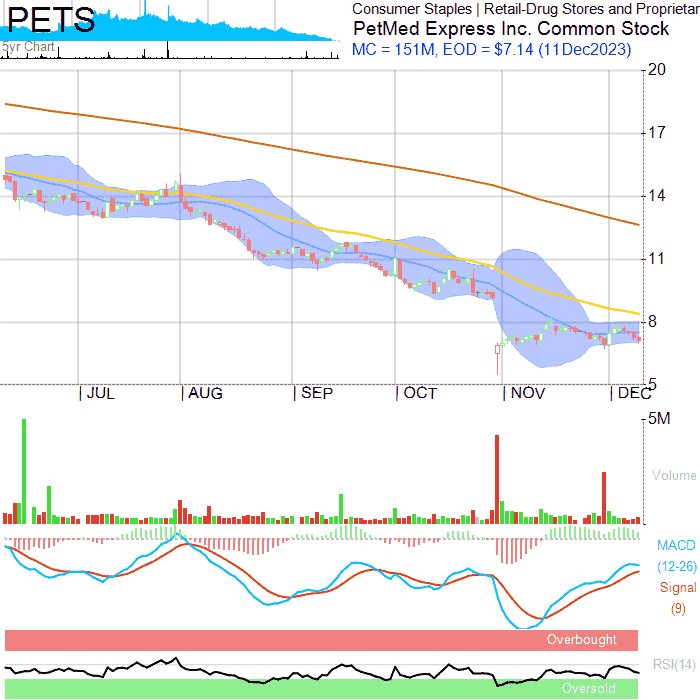 PETS
5yr Chart
Consumer Staples | Retail-Drug Stores and Proprietar
PetMed Express Inc. Common Stock
MC = 151M, EOD = $7.14 (11Dec2023)
20
17
14
11
8
5
| JUL | AUG | SEP | OCT | NOV | DEC
5M
Volume
MACD
(12-26)
Signal
(9)
Overbought
RSI(14)
Oversold